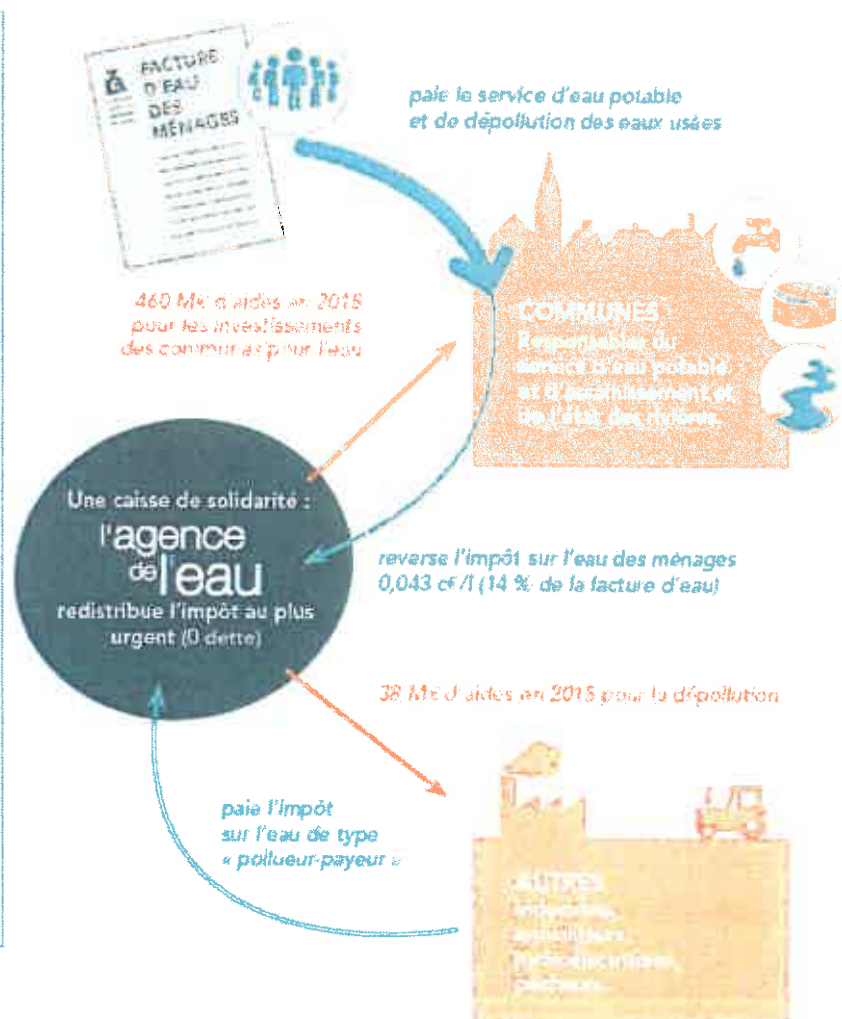 FACTURE
D'EAU
DES
MÉNAGES
paie le service d'eau potable
et de dépollution des eaux usées
460 M€ d'aides en 2015
pour les investissements
des communes pour l'eau
COMMUNES
Responsables du
service d'eau potable
et d'assainissement et
de l'état des rivières.
Une caisse de solidarité :
l'agence
de l'eau
redistribue l'impôt au plus
urgent (0 dette)
reverse l'impôt sur l'eau des ménages
0,043 c€/l (14 % de la facture d'eau)
38 M€ d'aides en 2015 pour la dépollution
paie l'impôt
sur l'eau de type
« pollueur-payeur »
AUTRES
industriels,
agriculteurs,
hydroélectriciens,
pêcheurs...